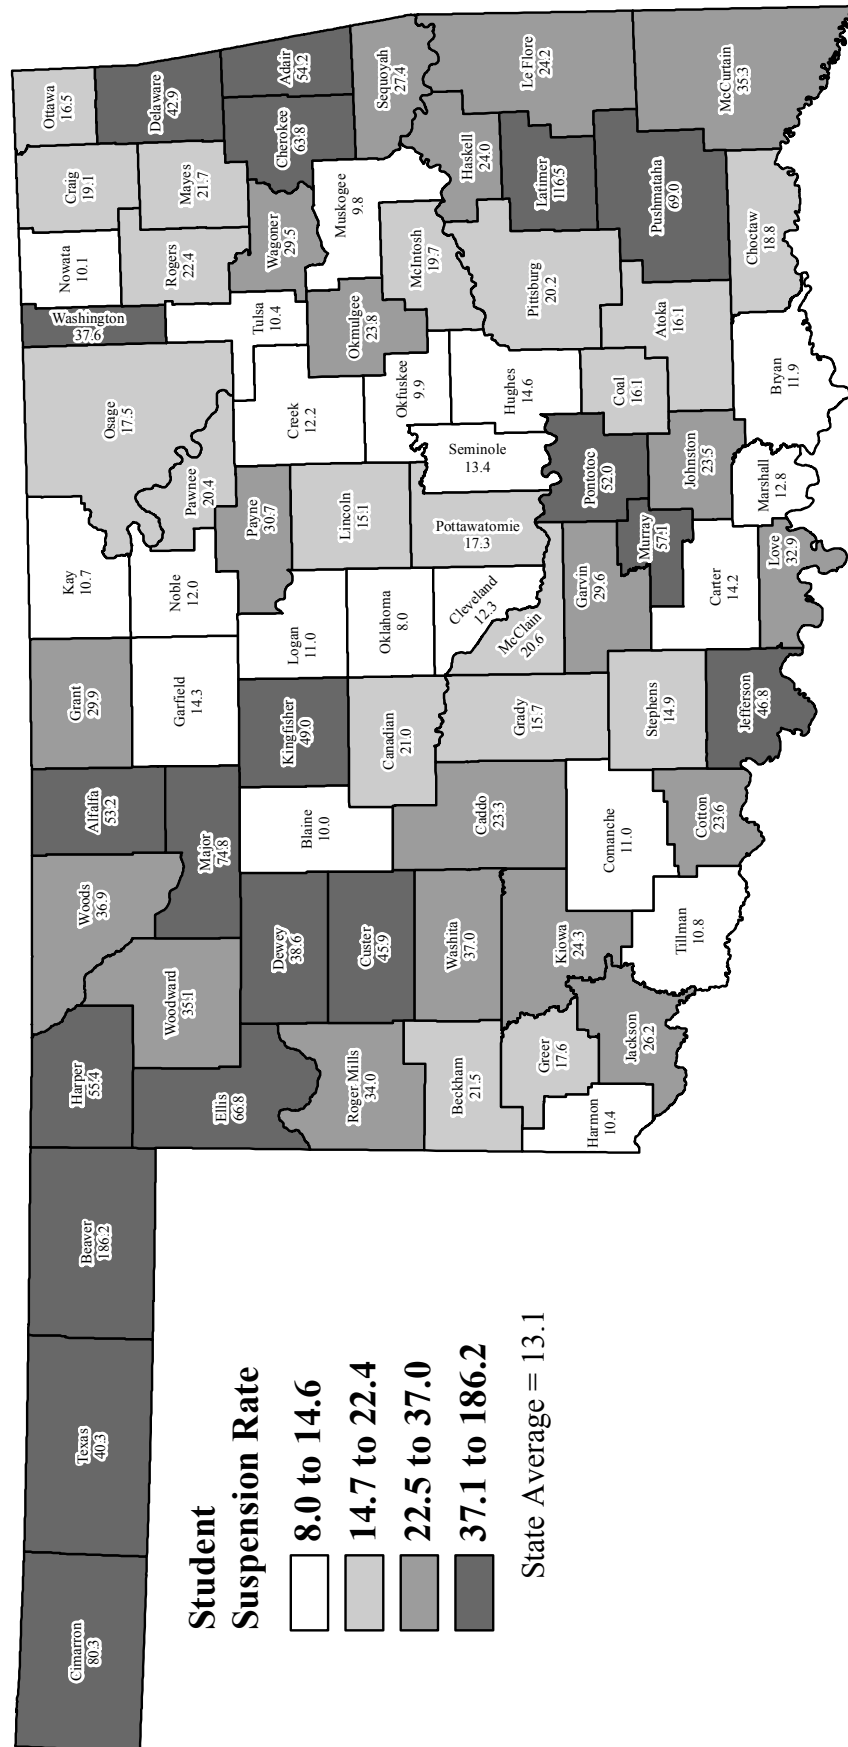 Cimarron
80.3
Texas
40.3
Beaver
186.2
Harper
55.4
Woods
36.9
Alfalfa
53.2
Grant
29.9
Kay
10.7
Osage
17.5
Washington
37.6
Nowata
10.1
Craig
19.1
Ottawa
16.5
Ellis
66.8
Woodward
35.1
Major
74.8
Garfield
14.3
Noble
12.0
Pawnee
20.4
Rogers
22.4
Mayes
21.7
Delaware
42.9
Roger Mills
34.0
Dewey
38.6
Blaine
10.0
Kingfisher
49.0
Logan
11.0
Payne
30.7
Creek
12.2
Tulsa
10.4
Wagoner
29.5
Cherokee
63.8
Adair
54.2
Custer
45.9
Canadian
21.0
Oklahoma
8.0
Lincoln
15.1
Okfuskee
9.9
Okmulgee
23.8
Muskogee
9.8
Sequoyah
27.4
Beckham
21.5
Washita
37.0
Caddo
23.3
Grady
15.7
Cleveland
12.3
McClain
20.6
Pottawatomie
17.3
Seminole
13.4
Hughes
14.6
McIntosh
19.7
Haskell
24.0
Le Flore
24.2
Harmon
10.4
Greer
17.6
Kiowa
24.3
Jackson
26.2
Tillman
10.8
Comanche
11.0
Cotton
23.6
Stephens
14.9
Jefferson
46.8
Garvin
29.6
Murray
57.1
Pontotoc
52.0
Coal
16.1
Pittsburg
20.2
Latimer
116.5
Carter
14.2
Love
32.9
Johnston
23.5
Marshall
12.8
Atoka
16.1
Bryan
11.9
Pushmataha
69.0
Choctaw
18.8
McCurtain
35.3
Student
Suspension Rate
8.0 to 14.6
14.7 to 22.4
22.5 to 37.0
37.1 to 186.2
State Average = 13.1